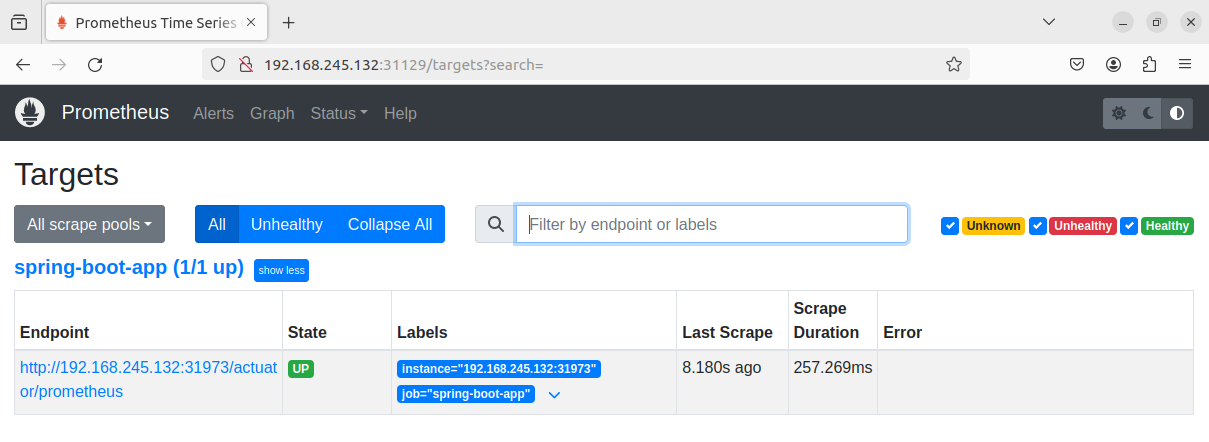 Prometheus Time Series
192.168.245.132:31129/targets?search=
Prometheus Alerts Graph Status Help
Targets
All scrape pools All Unhealthy Collapse All Filter by endpoint or labels Unknown Unhealthy Healthy
spring-boot-app (1/1 up) show less
Endpoint State Labels Last Scrape Scrape Duration Error
http://192.168.245.132:31973/actuat UP instance="192.168.245.132:31973" 8.180s ago 257.269ms
or/prometheus job="spring-boot-app"